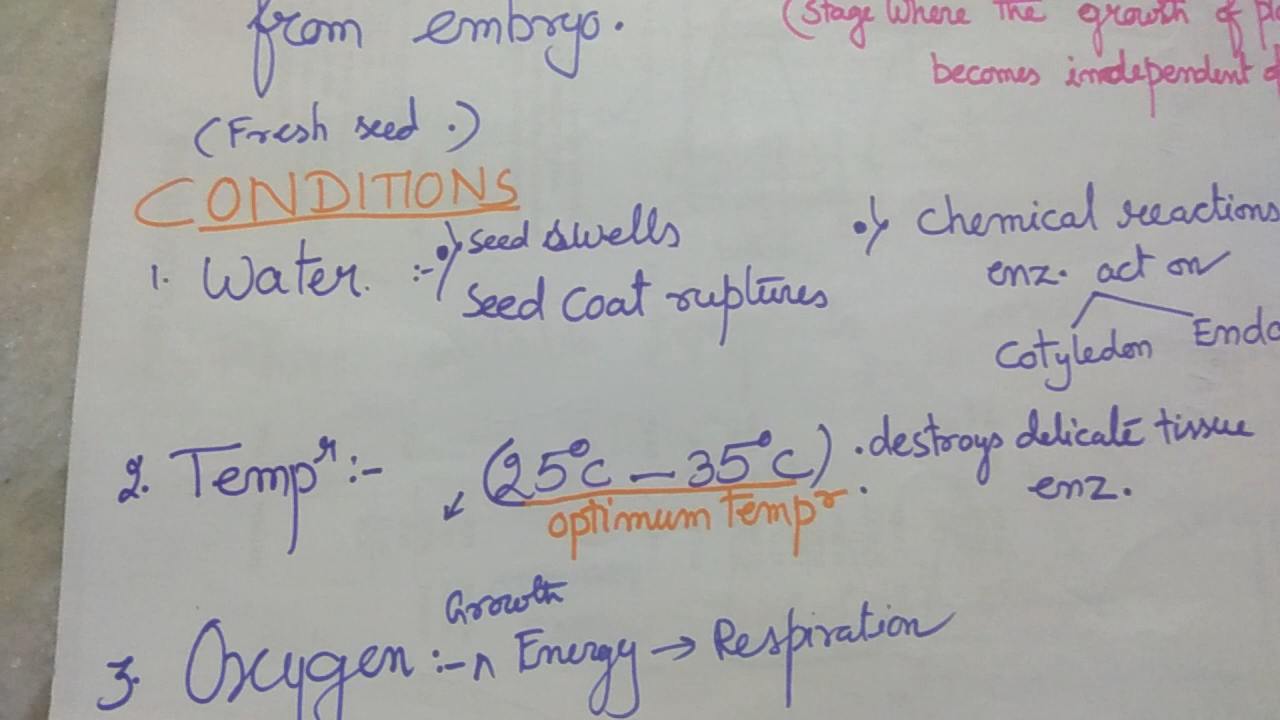 from embryo.
(Stage Where The growth of
becomes independent
(Fresh seed .)
CONDITIONS
1. Water :- •) Seed swells
Seed Coat ruptures
•) Chemical reactions
enz. act on
Cotyledon
2. Tempr :- (25°C – 35°C) . destroys delicate tissue
enz.
optimum Tempr.
Growth
3. Oxygen :- ^ Energy → Respiration